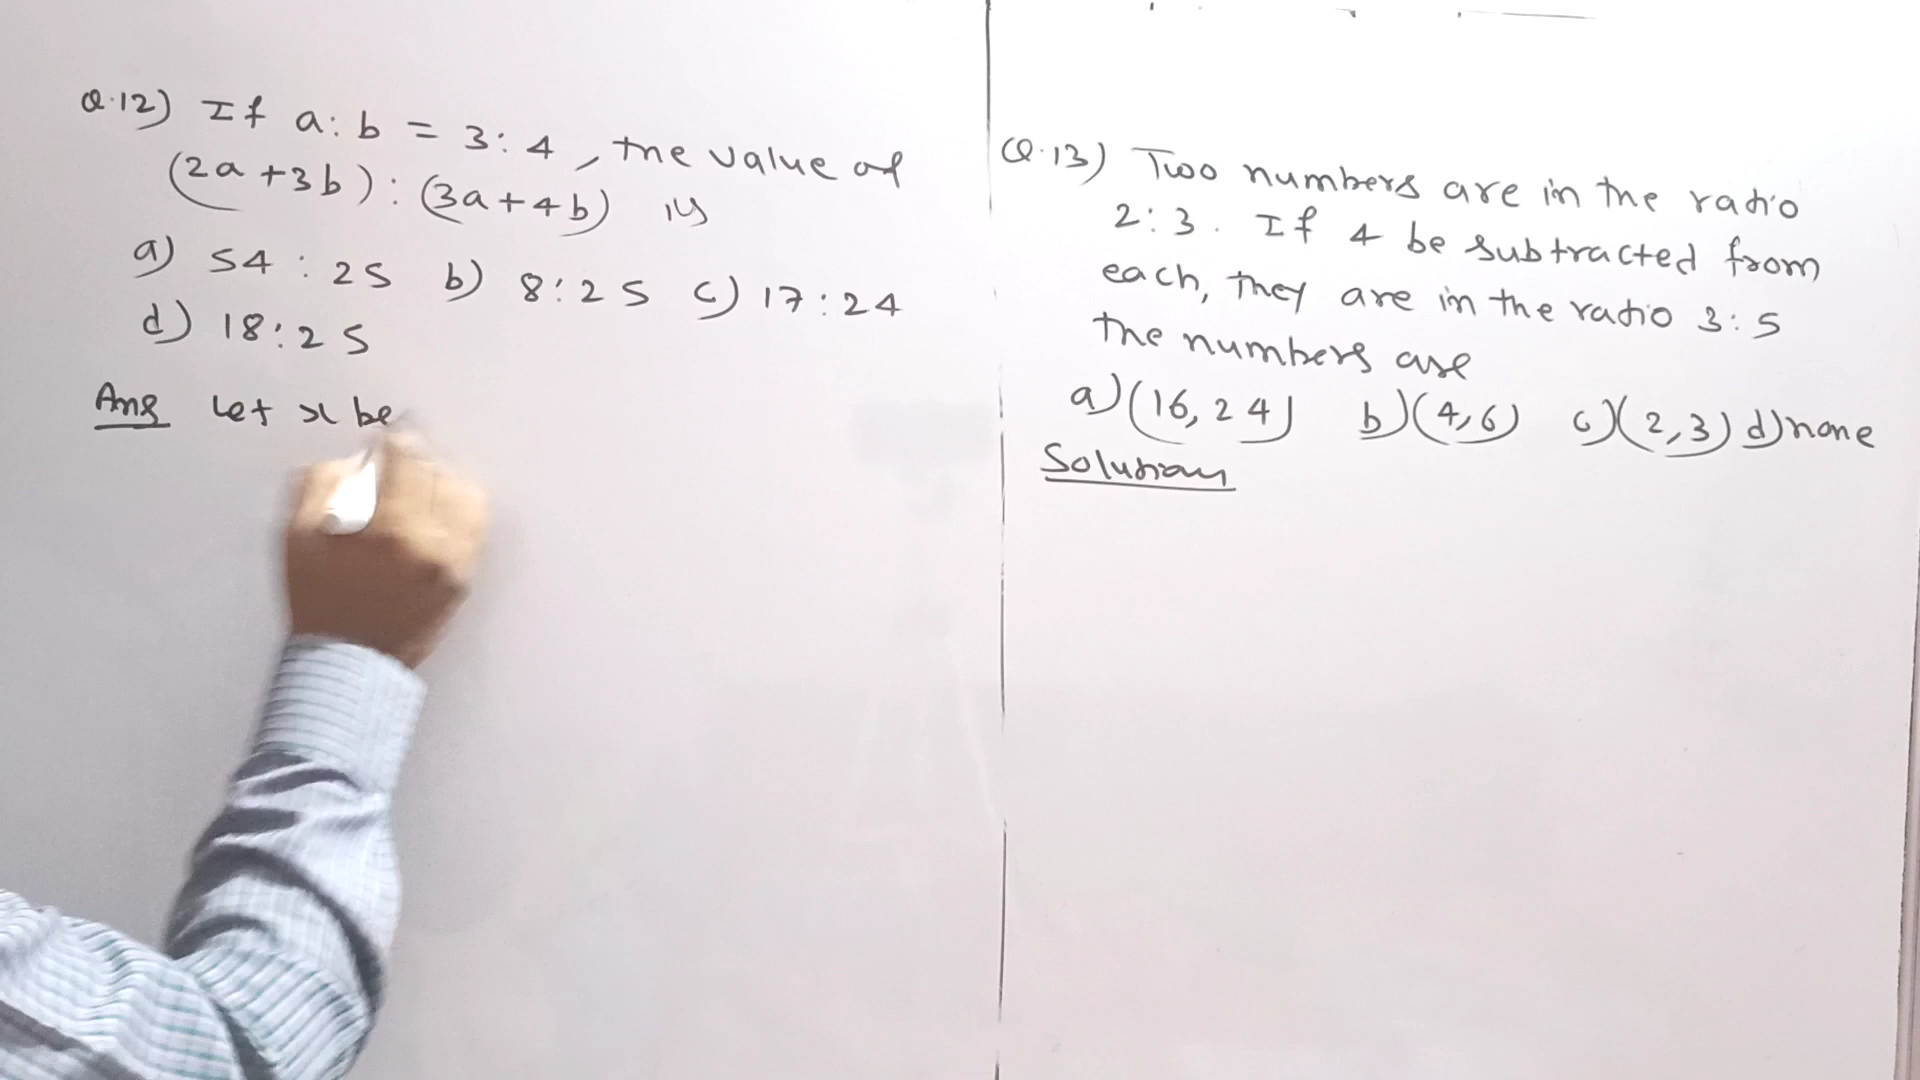 Q.12) If a:b = 3:4, the value of
(2a+3b):(3a+4b) is
a) 54:25 b) 8:25 c) 17:24
d) 18:25
Ans Let x be
Q.13) Two numbers are in the ratio
2:3. If 4 be subtracted from
each, they are in the ratio 3:5
the numbers are
a)(16,24) b)(4,6) c)(2,3) d)none
Solution